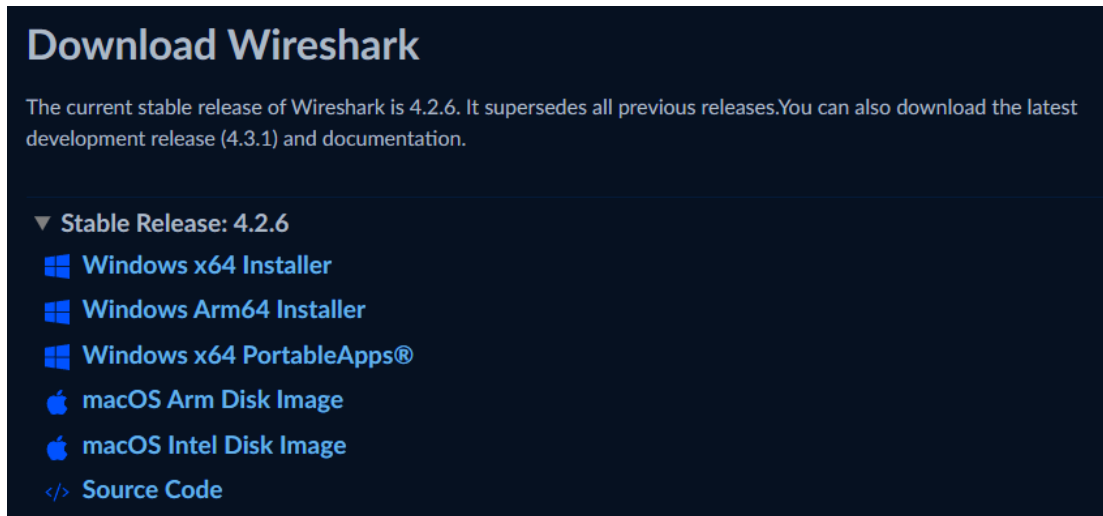 Download Wireshark
The current stable release of Wireshark is 4.2.6. It supersedes all previous releases.You can also download the latest
development release (4.3.1) and documentation.
▼ Stable Release: 4.2.6
Windows x64 Installer
Windows Arm64 Installer
Windows x64 PortableApps®
macOS Arm Disk Image
macOS Intel Disk Image
</> Source Code